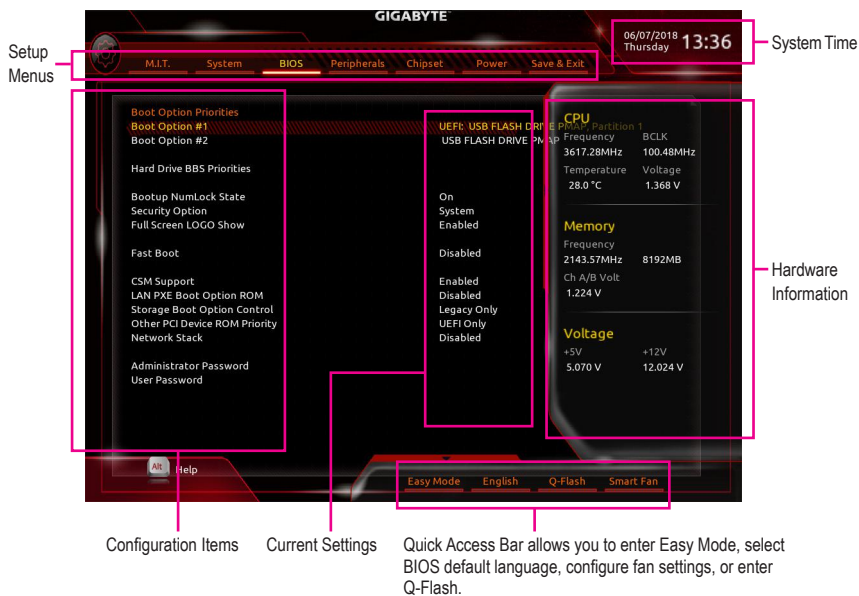 GIGABYTE™
06/07/2018
Thursday 13:36
System Time
Setup
Menus
M.I.T. System BIOS Peripherals Chipset Power Save & Exit
Boot Option Priorities
Boot Option #1 UEFI: USB FLASH DRIVE PMAP, Partition 1
Boot Option #2 USB FLASH DRIVE PMAP
Hard Drive BBS Priorities
Bootup NumLock State On
Security Option System
Full Screen LOGO Show Enabled
Fast Boot Disabled
CSM Support Enabled
LAN PXE Boot Option ROM Disabled
Storage Boot Option Control Legacy Only
Other PCI Device ROM Priority UEFI Only
Network Stack Disabled
Administrator Password
User Password
CPU
Frequency BCLK
3617.28MHz 100.48MHz
Temperature Voltage
28.0 °C 1.368 V
Memory
Frequency
2143.57MHz 8192MB
Ch A/B Volt
1.224 V
Voltage
+5V +12V
5.070 V 12.024 V
Hardware
Information
Alt Help
Easy Mode English Q-Flash Smart Fan
Configuration Items
Current Settings
Quick Access Bar allows you to enter Easy Mode, select
BIOS default language, configure fan settings, or enter
Q-Flash.